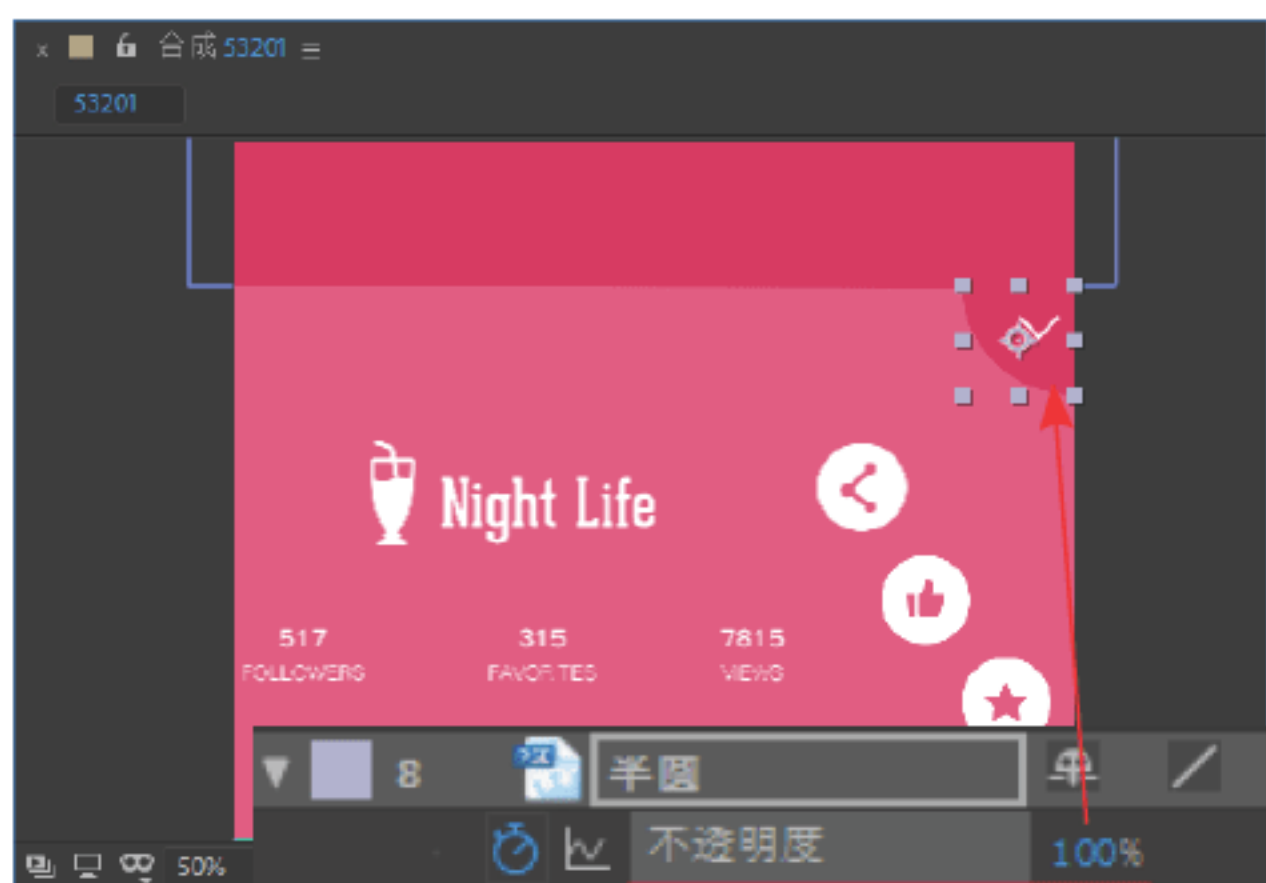 x 合成 53201 ≡
53201
Night Life
517 315 7815
FOLLOWERS FAVORITES VIEWS
8 半圆
不透明度 100%
50%